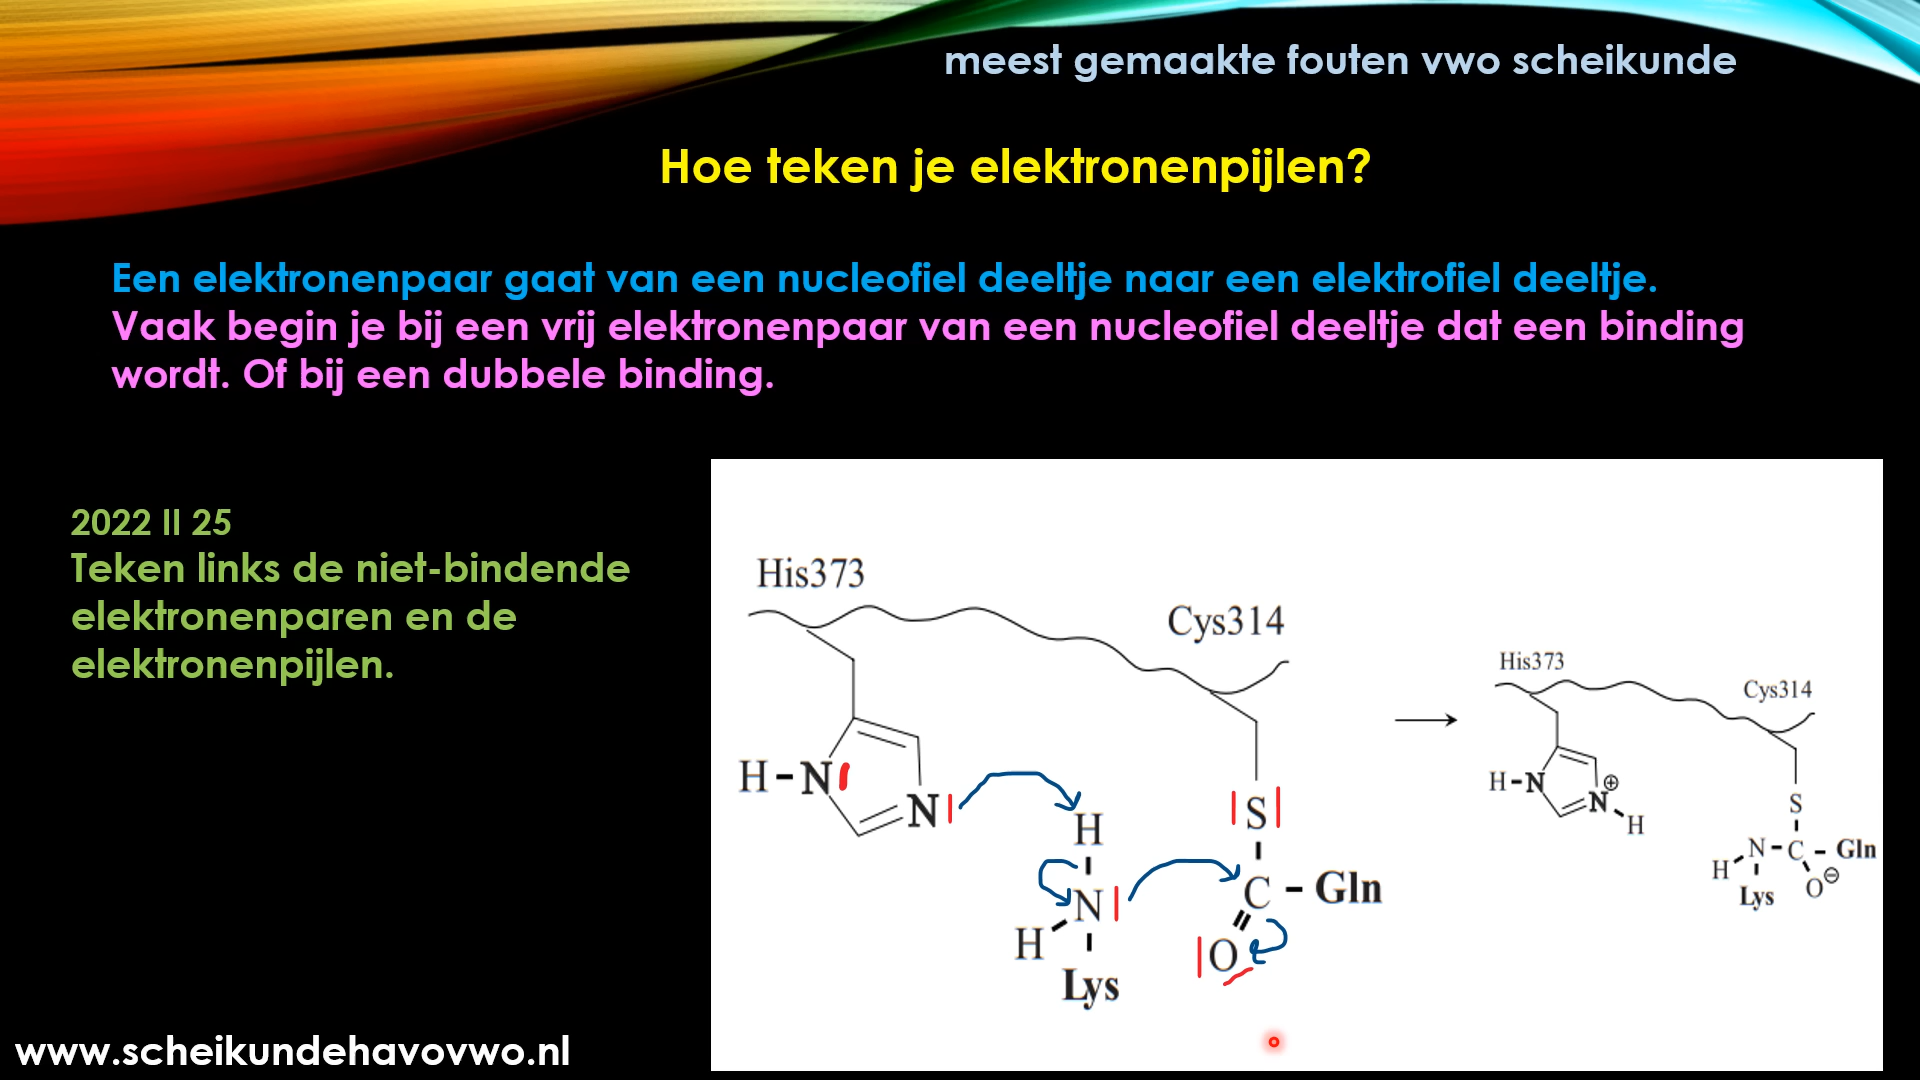 meest gemaakte fouten vwo scheikunde
Hoe teken je elektronenpijlen?
Een elektronenpaar gaat van een nucleofiel deeltje naar een elektrofiel deeltje.
Vaak begin je bij een vrij elektronenpaar van een nucleofiel deeltje dat een binding
wordt. Of bij een dubbele binding.
2022 II 25
Teken links de niet-bindende
elektronenparen en de
elektronenpijlen.
His373
Cys314
H-N
N
H
S
N
C - Gln
H
O
Lys
His373
Cys314
H-N
N⊕
H
S
N-C - Gln
H
O⊖
Lys
www.scheikundehavovwo.nl